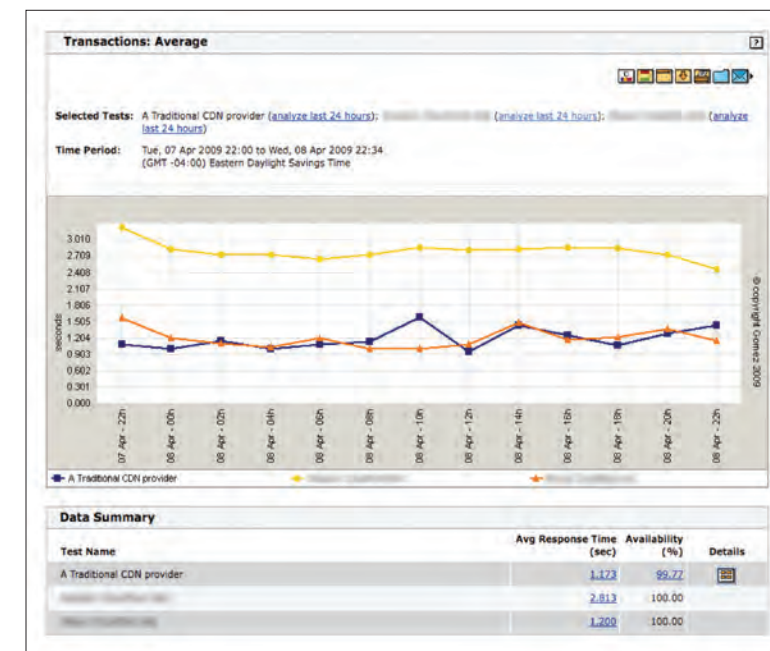 Transactions: Average
?
Selected Tests: A Traditional CDN provider (analyze last 24 hours); (analyze last 24 hours); (analyze
last 24 hours)
Time Period: Tue, 07 Apr 2009 22:00 to Wed, 08 Apr 2009 22:34
(GMT -04:00) Eastern Daylight Savings Time
3.010
2.709
2.408
2.107
1.806
1.505
1.204
0.903
0.602
0.301
0.000
seconds
© copyright Gomez 2009
07 Apr - 22h
08 Apr - 00h
08 Apr - 02h
08 Apr - 04h
08 Apr - 06h
08 Apr - 08h
08 Apr - 10h
08 Apr - 12h
08 Apr - 14h
08 Apr - 16h
08 Apr - 18h
08 Apr - 20h
08 Apr - 22h
A Traditional CDN provider
Data Summary
Test Name Avg Response Time (sec) Availability (%) Details
A Traditional CDN provider 1.173 99.77
2.813 100.00
1.200 100.00